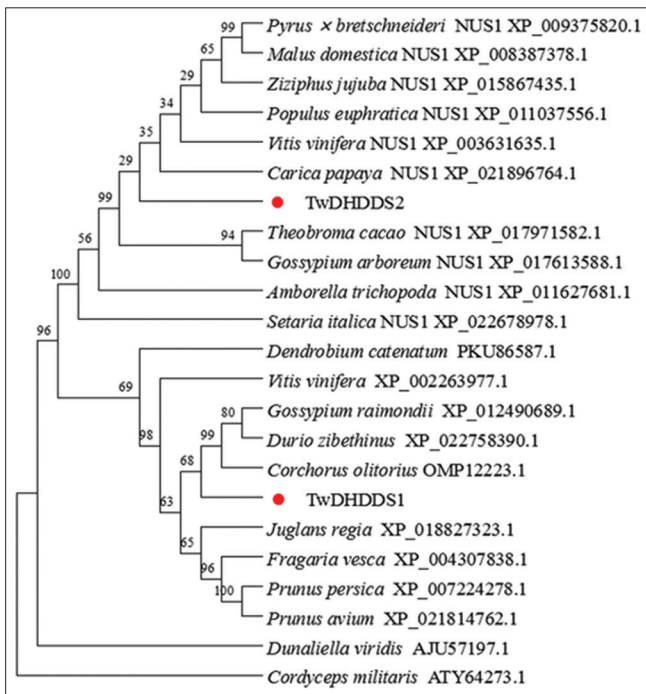 99 Pyrus × bretschneideri NUS1 XP_009375820.1
65 Malus domestica NUS1 XP_008387378.1
29 Ziziphus jujuba NUS1 XP_015867435.1
34 Populus euphratica NUS1 XP_011037556.1
35 Vitis vinifera NUS1 XP_003631635.1
29 Carica papaya NUS1 XP_021896764.1
99 TwDHDDS2
94 Theobroma cacao NUS1 XP_017971582.1
56 Gossypium arboreum NUS1 XP_017613588.1
100 Amborella trichopoda NUS1 XP_011627681.1
96 Setaria italica NUS1 XP_022678978.1
Dendrobium catenatum PKU86587.1
69 Vitis vinifera XP_002263977.1
80 Gossypium raimondii XP_012490689.1
98 99 Durio zibethinus XP_022758390.1
68 Corchorus olitorius OMP12223.1
63 TwDHDDS1
Juglans regia XP_018827323.1
65 Fragaria vesca XP_004307838.1
96 100 Prunus persica XP_007224278.1
Prunus avium XP_021814762.1
Dunaliella viridis AJU57197.1
Cordyceps militaris ATY64273.1